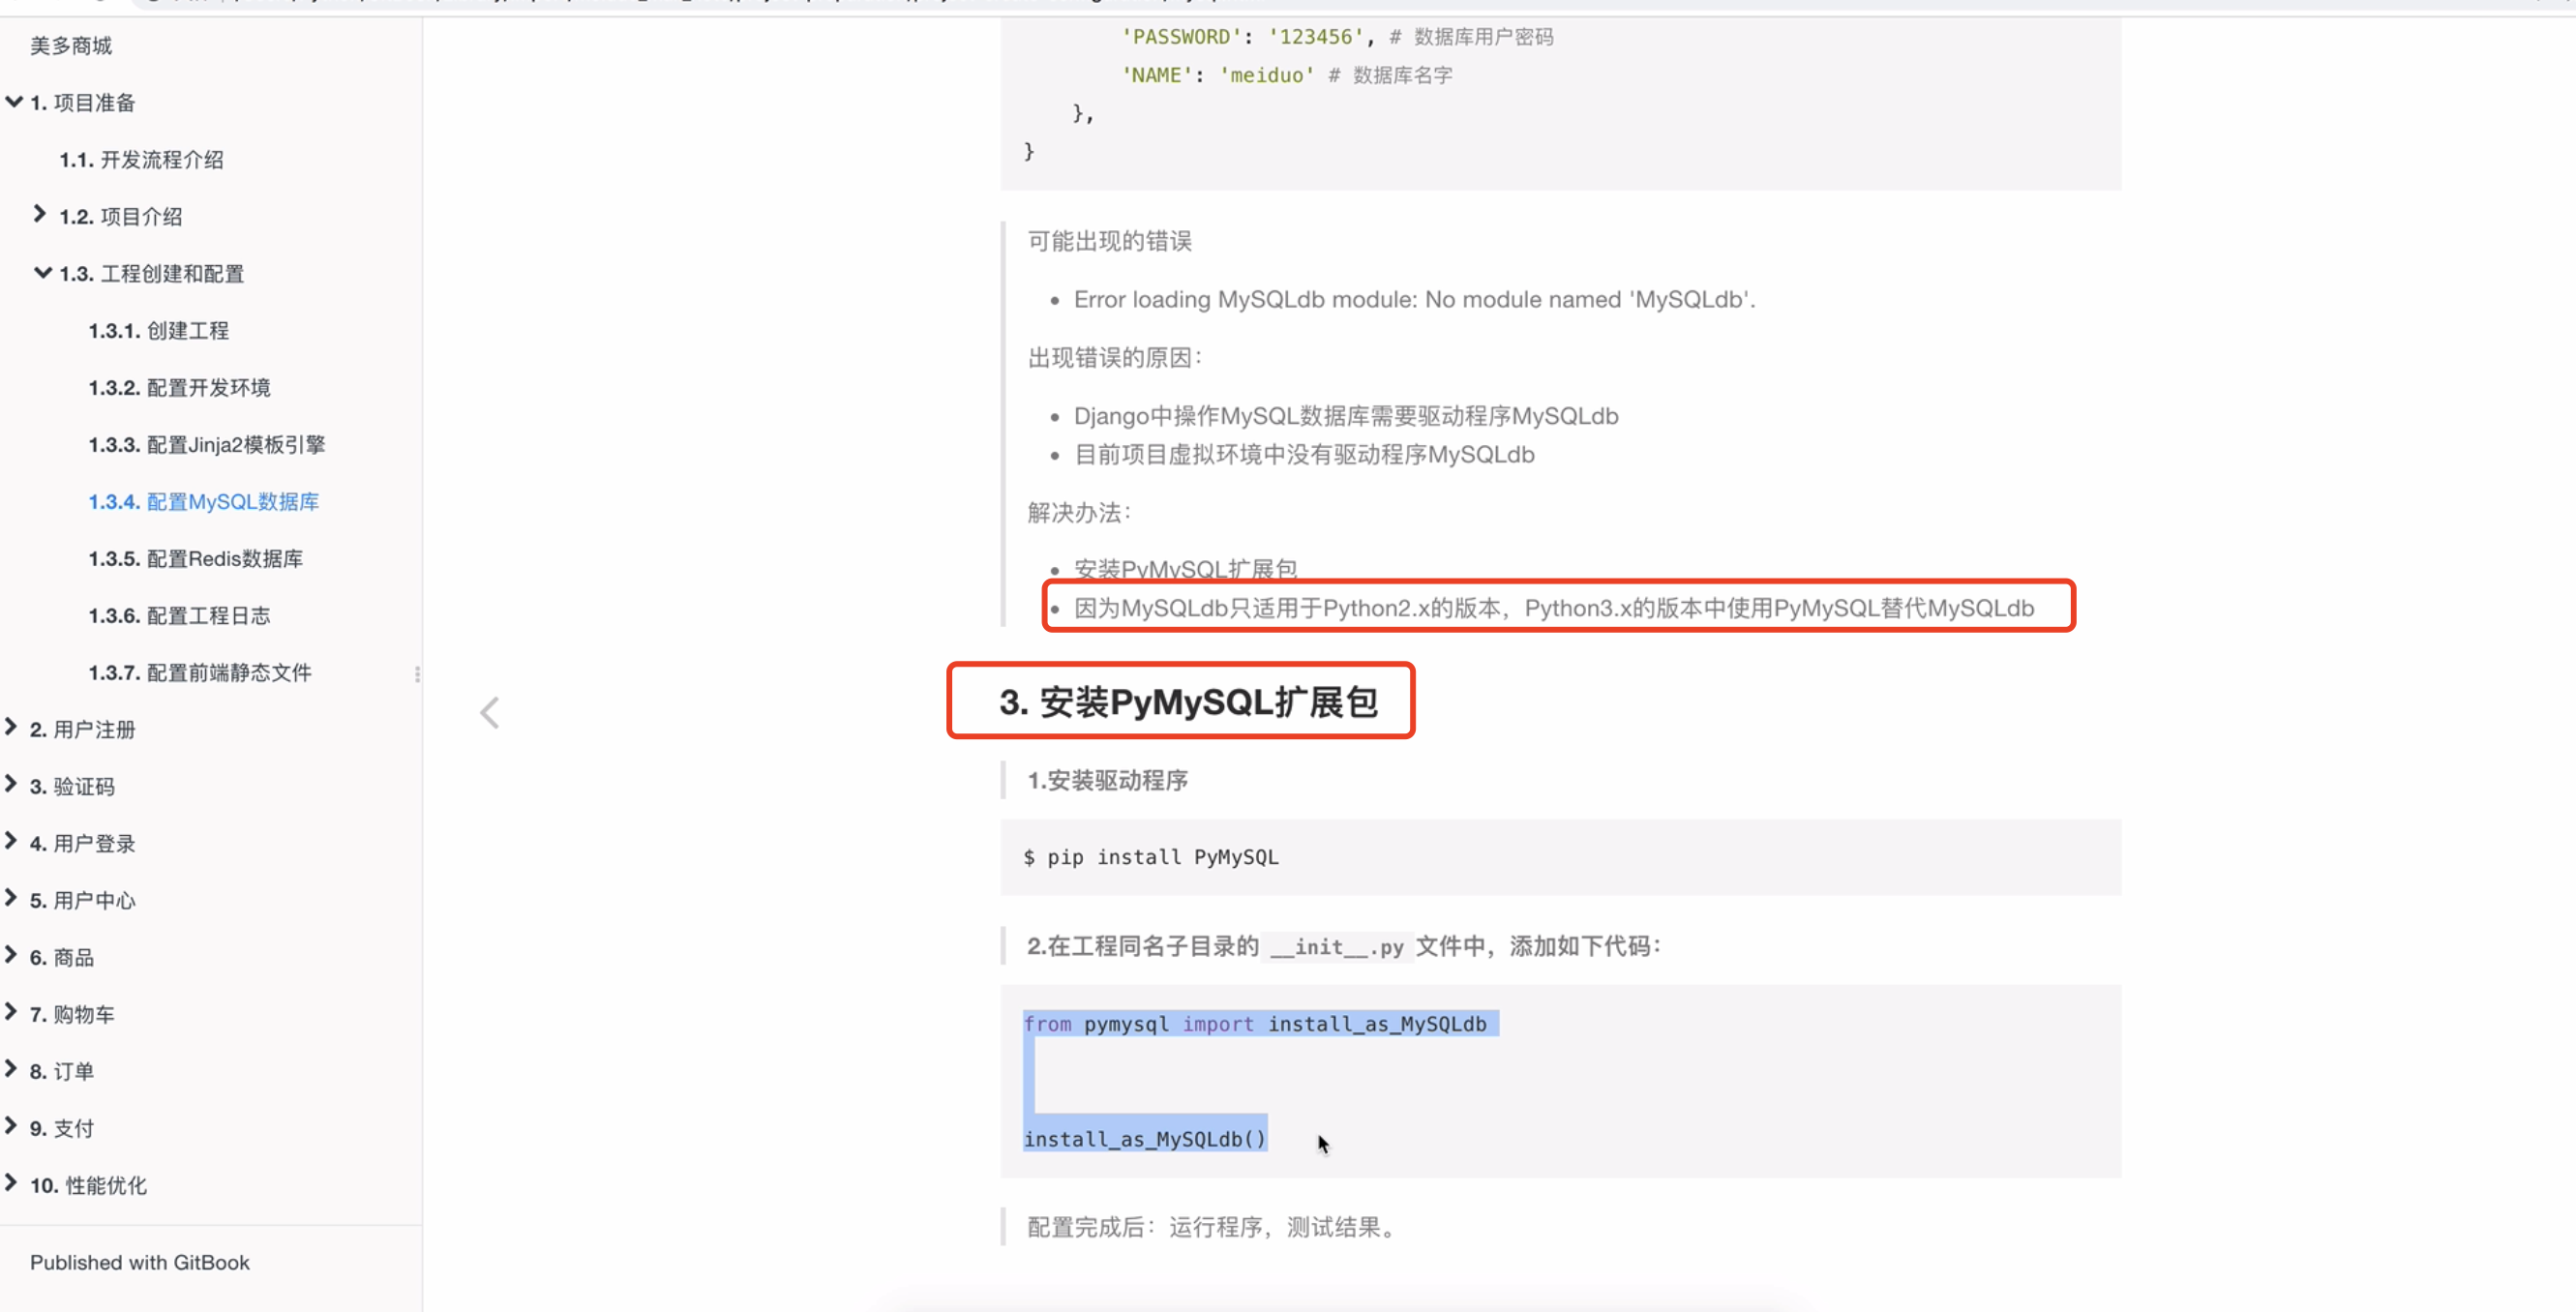 美多商城
1. 项目准备
1.1. 开发流程介绍
1.2. 项目介绍
1.3. 工程创建和配置
1.3.1. 创建工程
1.3.2. 配置开发环境
1.3.3. 配置Jinja2模板引擎
1.3.4. 配置MySQL数据库
1.3.5. 配置Redis数据库
1.3.6. 配置工程日志
1.3.7. 配置前端静态文件
2. 用户注册
3. 验证码
4. 用户登录
5. 用户中心
6. 商品
7. 购物车
8. 订单
9. 支付
10. 性能优化
Published with GitBook
'PASSWORD': '123456', # 数据库用户密码
'NAME': 'meiduo' # 数据库名字
},
}
可能出现的错误
• Error loading MySQLdb module: No module named 'MySQLdb'.
出现错误的原因：
• Django中操作MySQL数据库需要驱动程序MySQLdb
• 目前项目虚拟环境中没有驱动程序MySQLdb
解决办法：
• 安装PyMySQL扩展包
• 因为MySQLdb只适用于Python2.x的版本，Python3.x的版本中使用PyMySQL替代MySQLdb
3. 安装PyMySQL扩展包
1.安装驱动程序
$ pip install PyMySQL
2.在工程同名子目录的 __init__.py 文件中，添加如下代码：
from pymysql import install_as_MySQLdb
install_as_MySQLdb()
配置完成后：运行程序，测试结果。